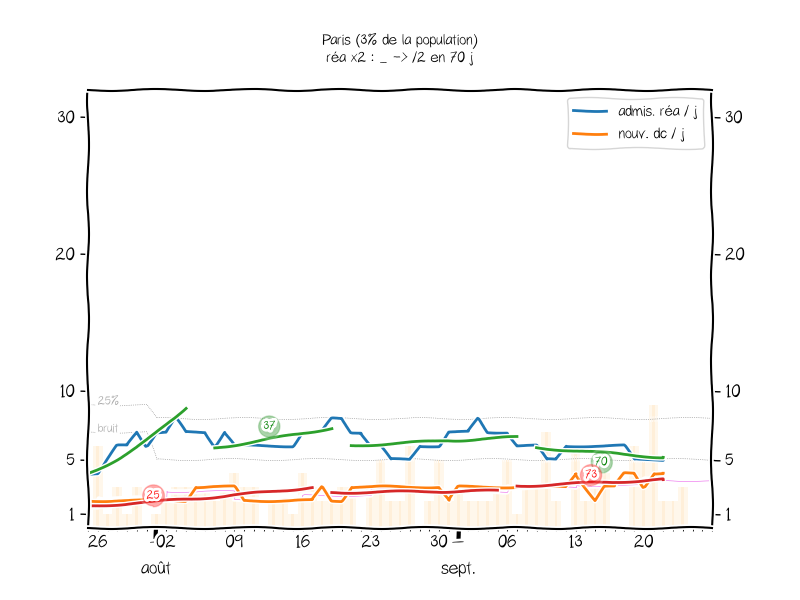 Paris (3% de la population)
réa x2 : _ -> /2 en 70 j
admis. réa / j
nouv. dc / j
30 30
20 20
10 10
25%
bruit
5 5
1 1
37
70
73
25
26 02 09 16 23 30 06 13 20
août sept.